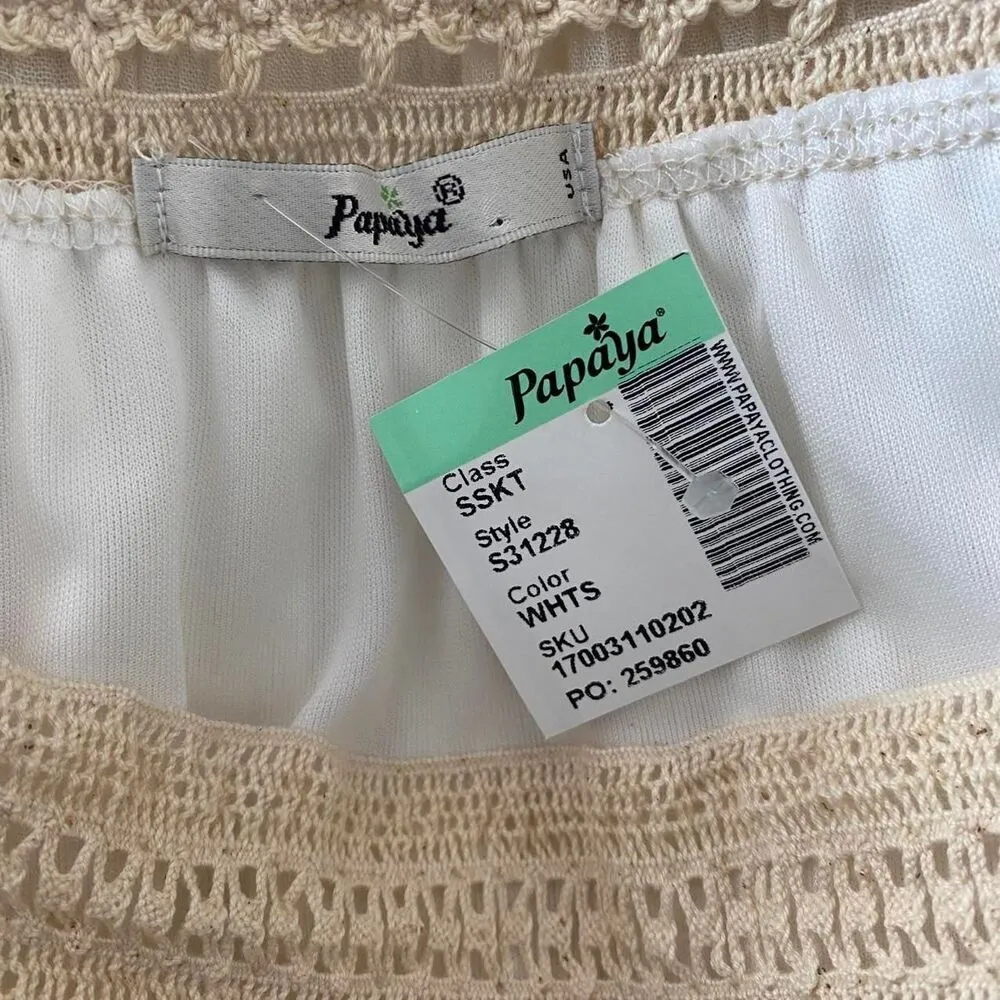 Papaya®
USA
Papaya®
Class
SSKT
Style
S31228
Color
WHTS
SKU
17003110202
PO: 259860
WWW.PAPAYACLOTHING.COM